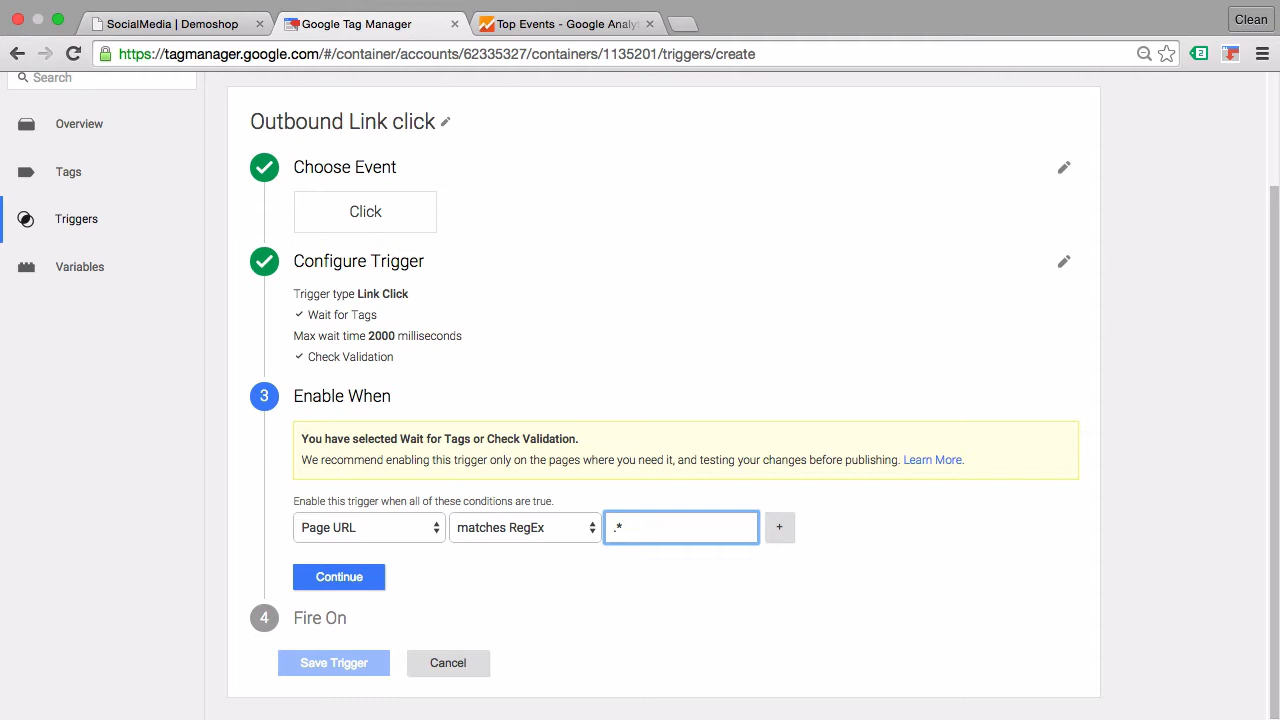 SocialMedia | Demoshop
Google Tag Manager
Top Events - Google Analyt
Clean
https://tagmanager.google.com/#/container/accounts/62335327/containers/1135201/triggers/create
2
Search
Overview
Tags
Triggers
Variables
Outbound Link click
Choose Event
Click
Configure Trigger
Trigger type Link Click
Wait for Tags
Max wait time 2000 milliseconds
Check Validation
3 Enable When
You have selected Wait for Tags or Check Validation.
We recommend enabling this trigger only on the pages where you need it, and testing your changes before publishing. Learn More.
Enable this trigger when all of these conditions are true.
Page URL matches RegEx .* +
Continue
4 Fire On
Save Trigger Cancel